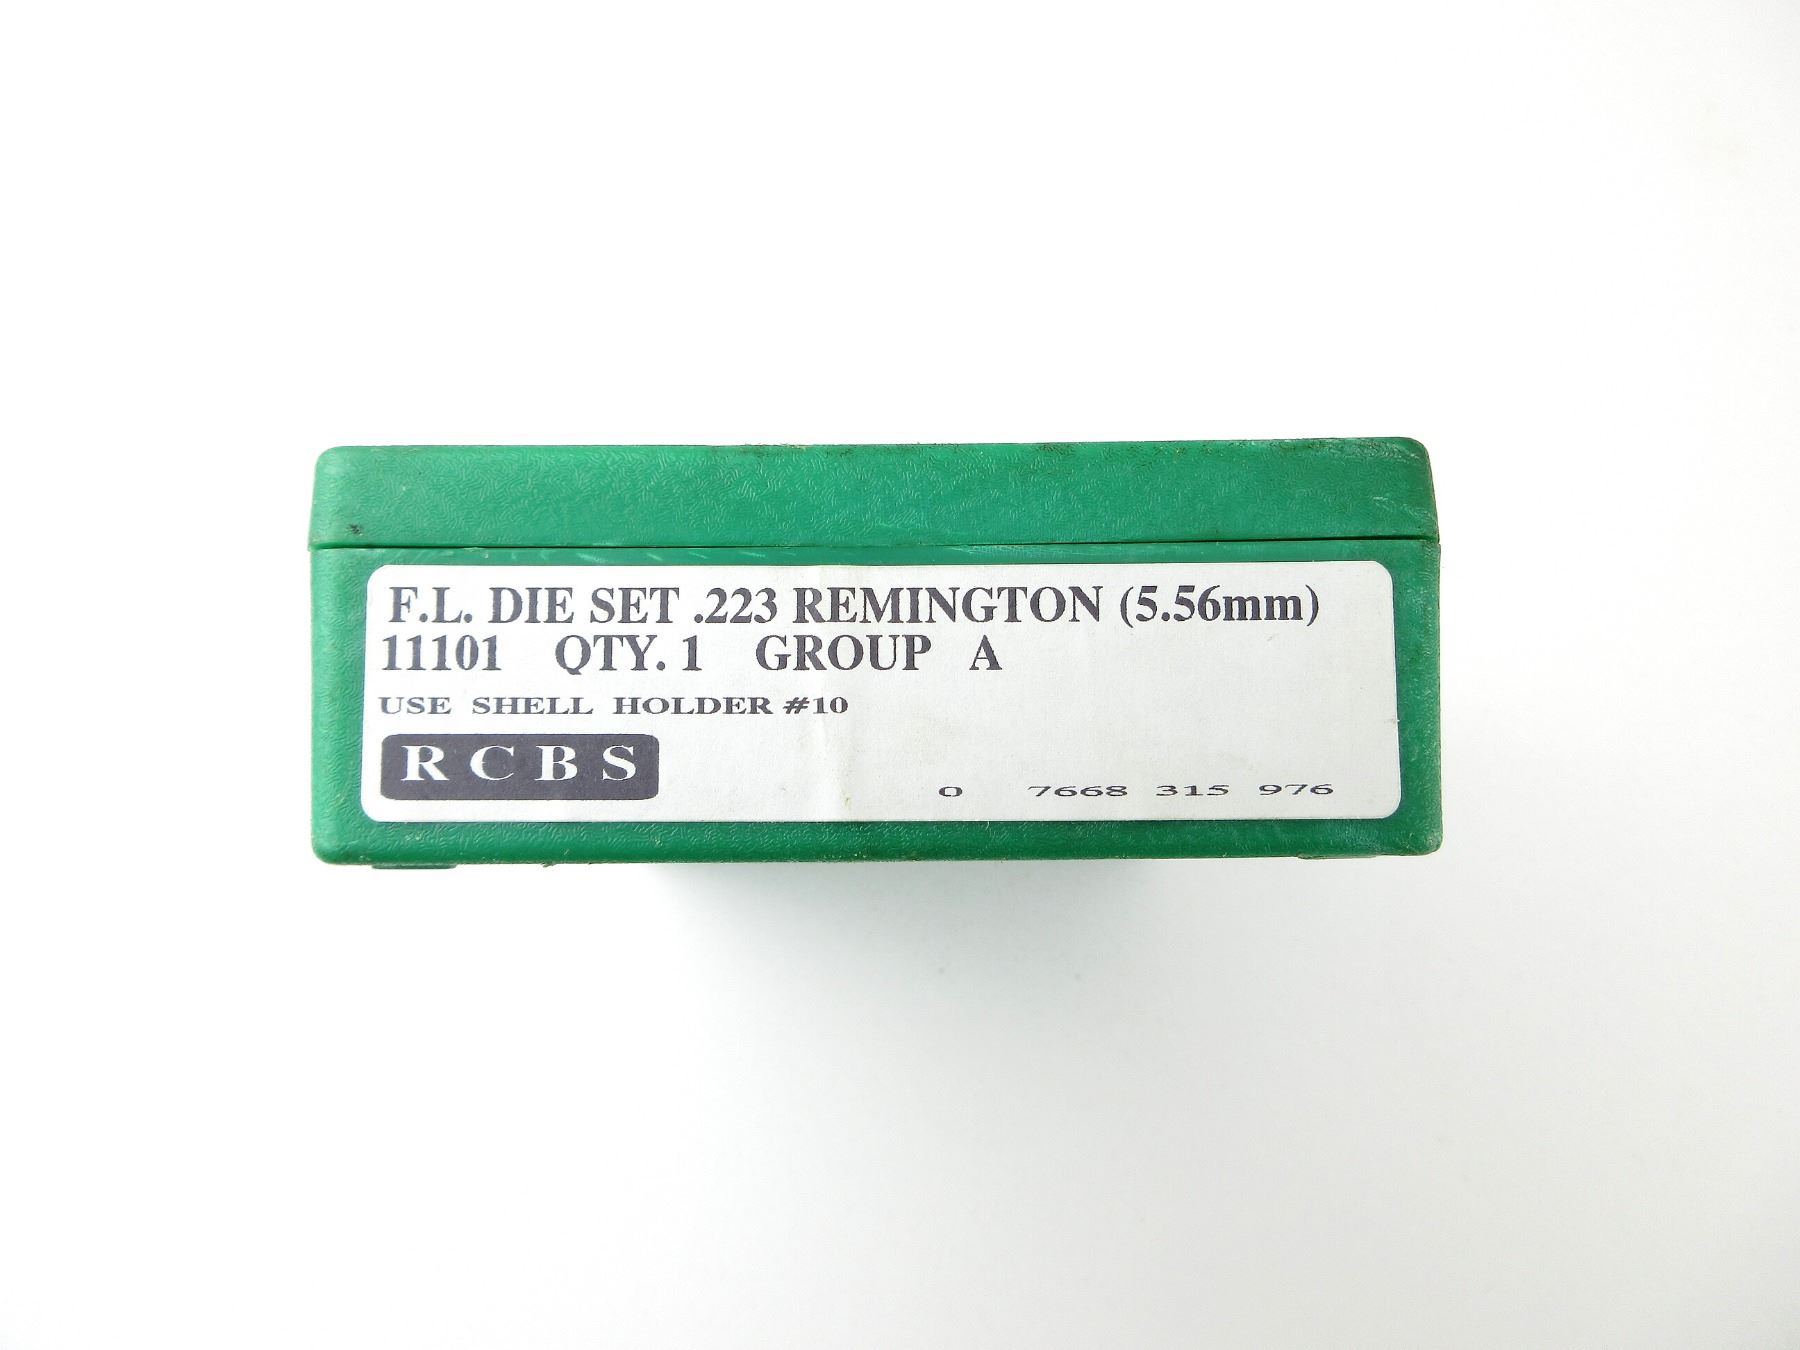 F.L. DIE SET .223 REMINGTON (5.56mm)
11101 QTY. 1 GROUP A
USE SHELL HOLDER #10
RCBS
0 7668 315 976